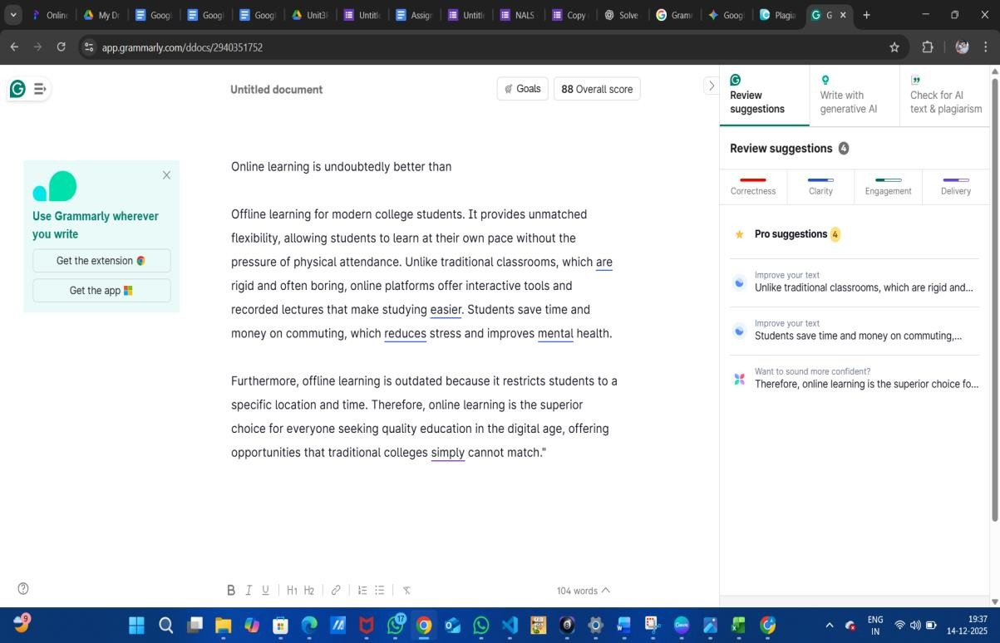 Onlin
My Dr
Googl
Googl
Googl
Unit3I
Untitl
Assign
Untitl
NALS
Copy
Solve
Gram
Googl
Plagia
G
app.grammarly.com/ddocs/2940351752
Untitled document
Goals
88 Overall score
Review suggestions
Write with generative AI
Check for AI text & plagiarism
Review suggestions 4
Correctness
Clarity
Engagement
Delivery
Use Grammarly wherever
you write
Get the extension
Get the app
Online learning is undoubtedly better than
Offline learning for modern college students. It provides unmatched
flexibility, allowing students to learn at their own pace without the
pressure of physical attendance. Unlike traditional classrooms, which are
rigid and often boring, online platforms offer interactive tools and
recorded lectures that make studying easier. Students save time and
money on commuting, which reduces stress and improves mental health.
Furthermore, offline learning is outdated because it restricts students to a
specific location and time. Therefore, online learning is the superior
choice for everyone seeking quality education in the digital age, offering
opportunities that traditional colleges simply cannot match."
Pro suggestions 4
Improve your text
Unlike traditional classrooms, which are rigid and...
Improve your text
Students save time and money on commuting,...
Want to sound more confident?
Therefore, online learning is the superior choice fo...
B I U H1 H2
104 words
9
17
ENG
IN
19:37
14-12-2025